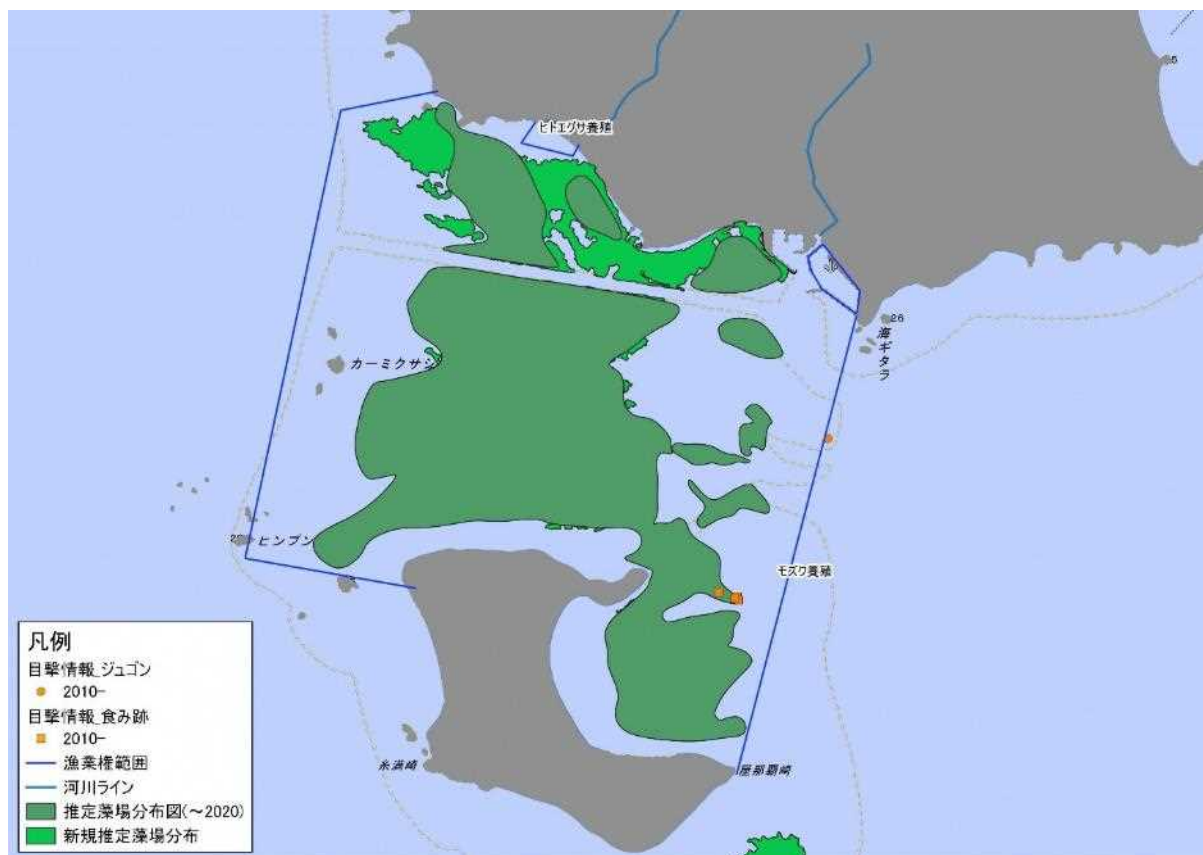 ヒトエグサ養殖
5
26
海ギタラ
カーミクサシ
ヒンブン
モズク養殖
糸満崎
屋那覇崎
凡例
目撃情報_ジュゴン
2010-
目撃情報_食み跡
2010-
漁業権範囲
河川ライン
推定藻場分布図(～2020)
新規推定藻場分布